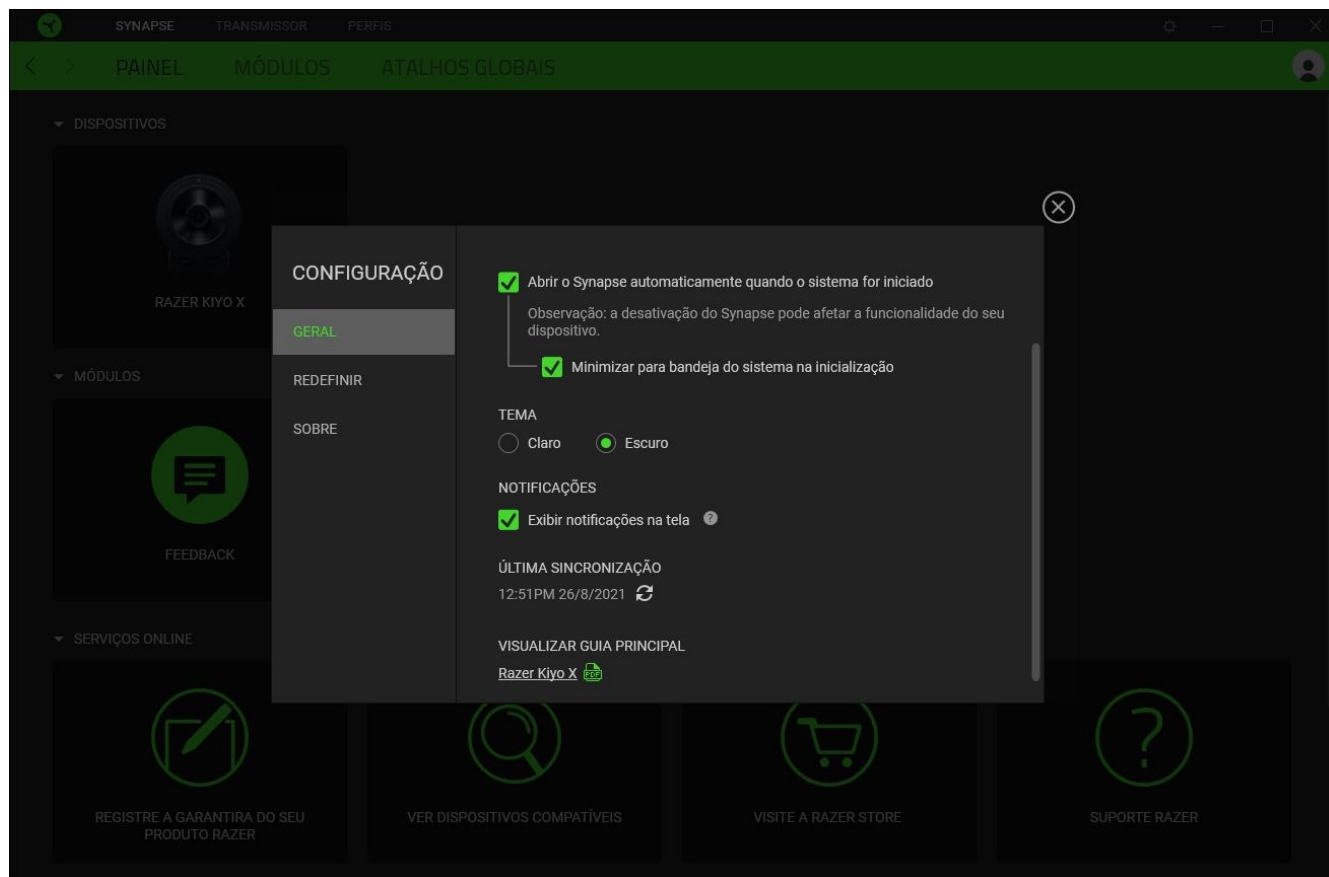 SYNAPSE TRANSMISSOR PERFIS
PAINEL MÓDULOS ATALHOS GLOBAIS
DISPOSITIVOS
RAZER KIYO X
MÓDULOS
FEEDBACK
SERVIÇOS ONLINE
REGISTRE A GARANTIRA DO SEU
PRODUTO RAZER
VER DISPOSITIVOS COMPATÍVEIS
VISITE A RAZER STORE
SUPORTE RAZER
CONFIGURAÇÃO
GERAL
REDEFINIR
SOBRE
Abrir o Synapse automaticamente quando o sistema for iniciado
Observação: a desativação do Synapse pode afetar a funcionalidade do seu
dispositivo.
Minimizar para bandeja do sistema na inicialização
TEMA
Claro Escuro
NOTIFICAÇÕES
Exibir notificações na tela ?
ÚLTIMA SINCRONIZAÇÃO
12:51PM 26/8/2021
VISUALIZAR GUIA PRINCIPAL
Razer Kiyo X PDF